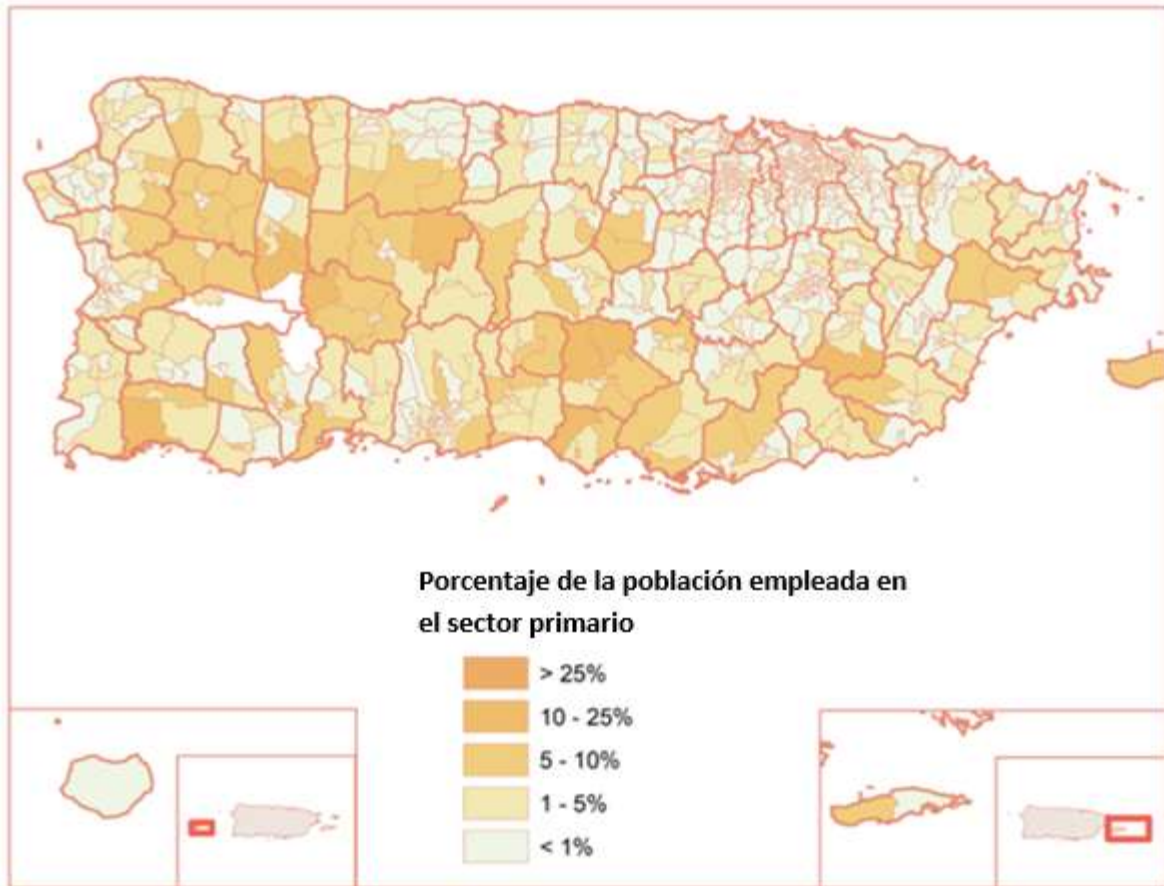 Porcentaje de la población empleada en
el sector primario
> 25%
10 - 25%
5 - 10%
1 - 5%
< 1%